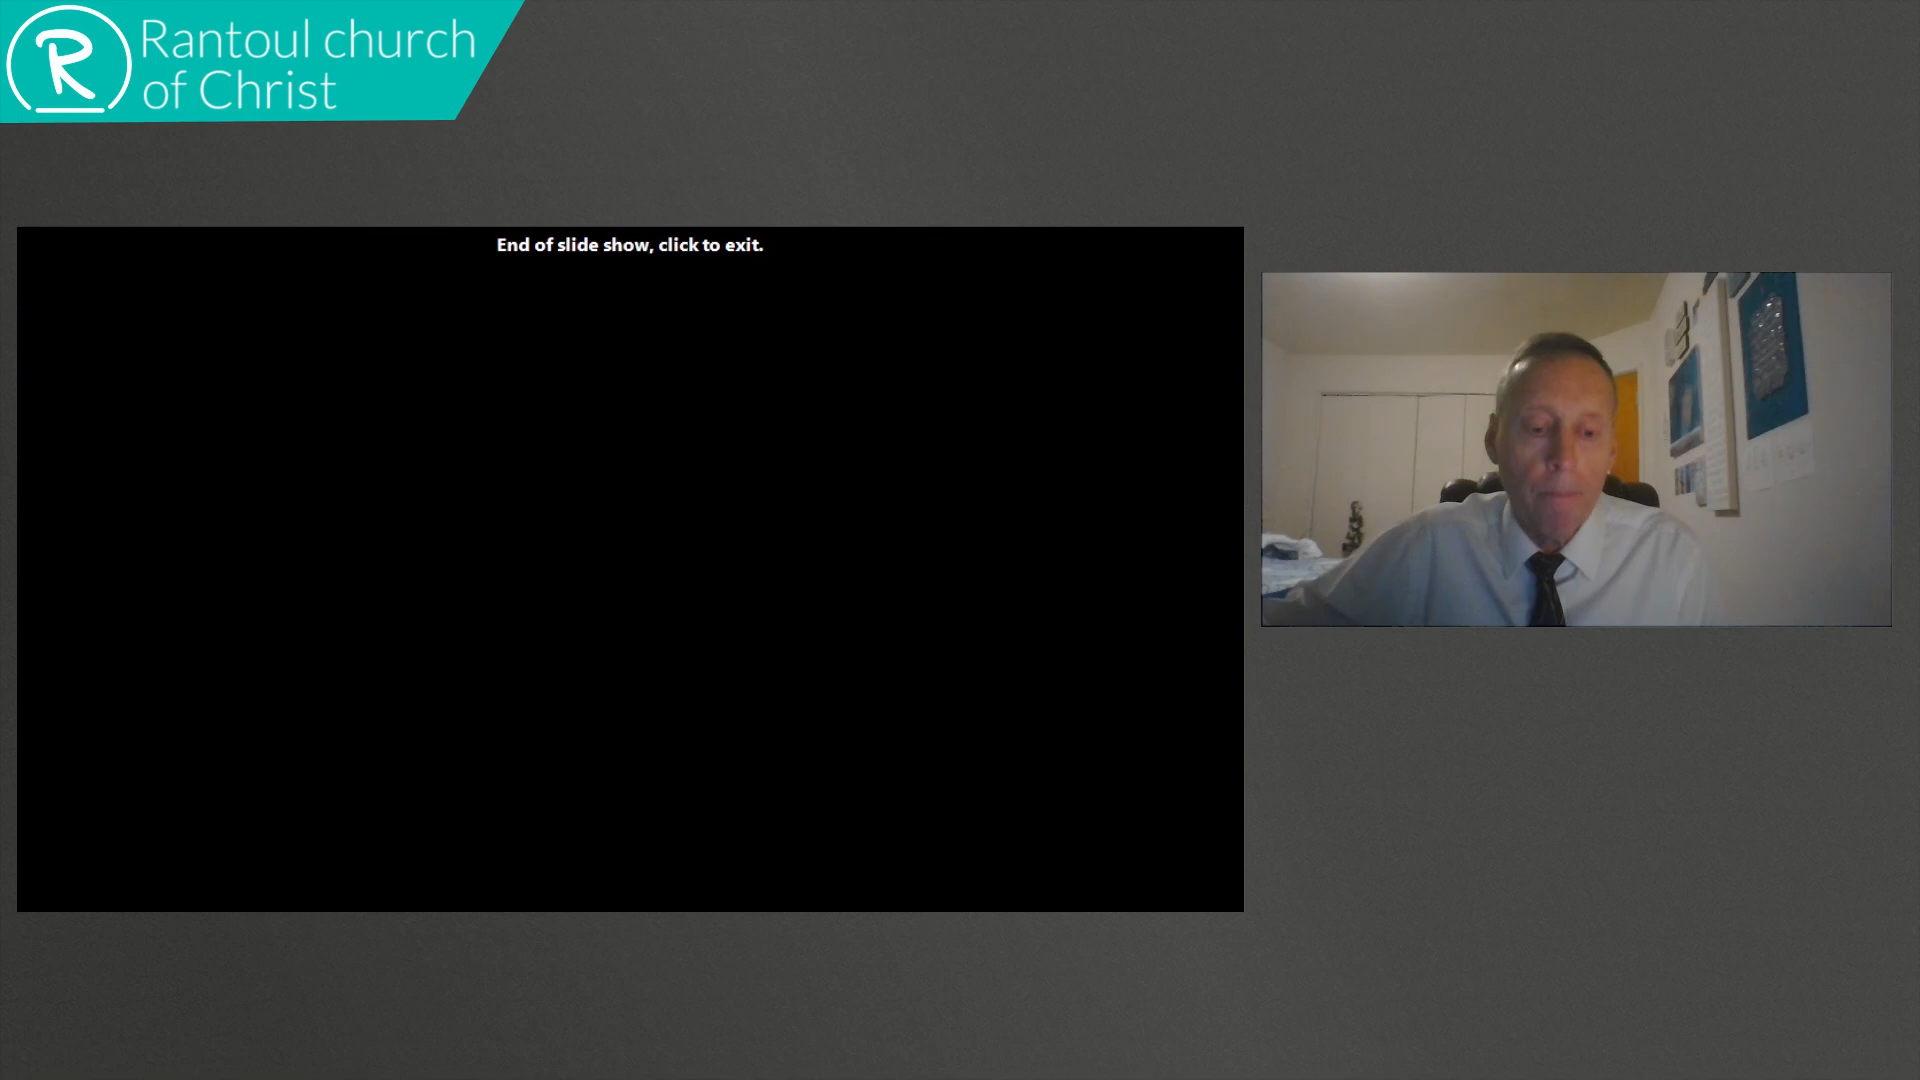 Rantoul church
of Christ
End of slide show, click to exit.